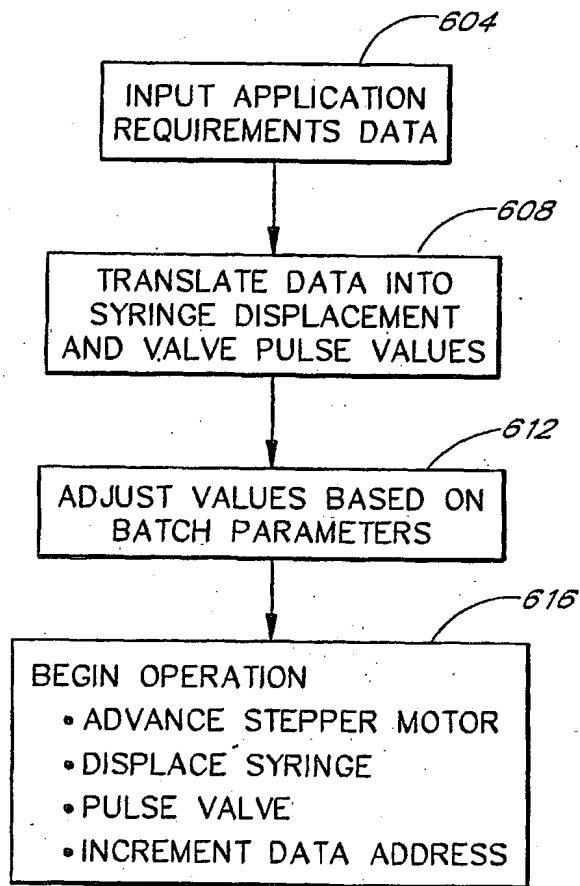 604
INPUT APPLICATION
REQUIREMENTS DATA
608
TRANSLATE DATA INTO
SYRINGE DISPLACEMENT
AND VALVE PULSE VALUES
612
ADJUST VALUES BASED ON
BATCH PARAMETERS
616
BEGIN OPERATION
• ADVANCE STEPPER MOTOR
• DISPLACE SYRINGE
• PULSE VALVE
• INCREMENT DATA ADDRESS